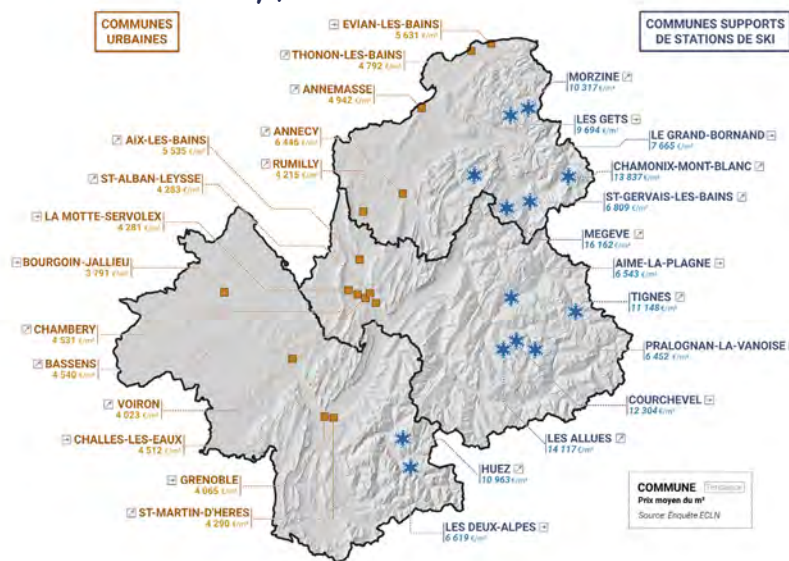 COMMUNES
URBAINES
COMMUNES SUPPORTS
DE STATIONS DE SKI
EVIAN-LES-BAINS
5 631 €/m²
THONON-LES-BAINS
4 792 €/m²
ANNEMASSE
4 942 €/m²
ANNECY
6 446 €/m²
RUMILLY
4 215 €/m²
AIX-LES-BAINS
5 535 €/m²
ST-ALBAN-LEYSSE
4 283 €/m²
LA MOTTE-SERVOLEX
4 281 €/m²
BOURGOIN-JALLIEU
3 791 €/m²
CHAMBERY
4 531 €/m²
BASSENS
4 540 €/m²
VOIRON
4 023 €/m²
CHALLES-LES-EAUX
4 512 €/m²
GRENOBLE
4 065 €/m²
ST-MARTIN-D'HERES
4 290 €/m²
MORZINE
10 317 €/m²
LES GETS
9 694 €/m²
LE GRAND-BORNAND
7 665 €/m²
CHAMONIX-MONT-BLANC
13 837 €/m²
ST-GERVAIS-LES-BAINS
6 809 €/m²
MEGEVE
16 162 €/m²
AIME-LA-PLAGNE
6 543 €/m²
TIGNES
11 148 €/m²
PRALOGNAN-LA-VANOISE
6 452 €/m²
COURCHEVEL
12 304 €/m²
LES ALLUES
14 117 €/m²
HUEZ
10 963 €/m²
LES DEUX-ALPES
6 619 €/m²
COMMUNE Tendance
Prix moyen du m²
Source: Enquête ECLN